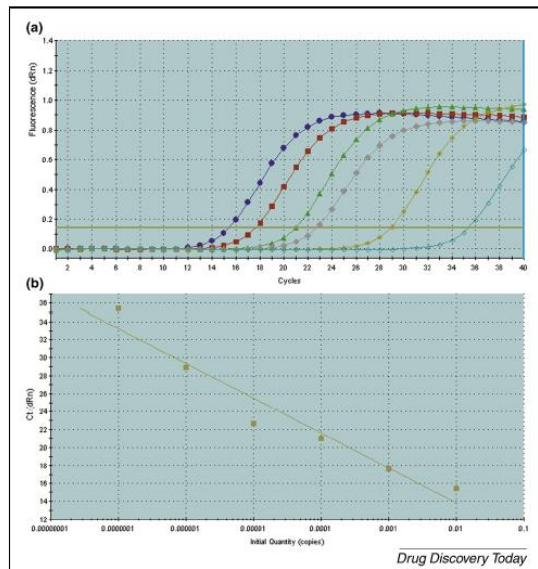 (a)
Fluorescence (dRn)
1.4
1.2
1.0
0.8
0.6
0.4
0.2
0.00
2 4 6 8 10 12 14 16 18 20 22 24 26 28 30 32 34 36 38 40
Cycles
(b)
Ct (dRn)
36
34
32
30
28
26
24
22
20
18
16
14
12
0.00000001 0.0000001 0.000001 0.00001 0.0001 0.001 0.01 0.1
Initial Quantity (copies)
Drug Discovery Today